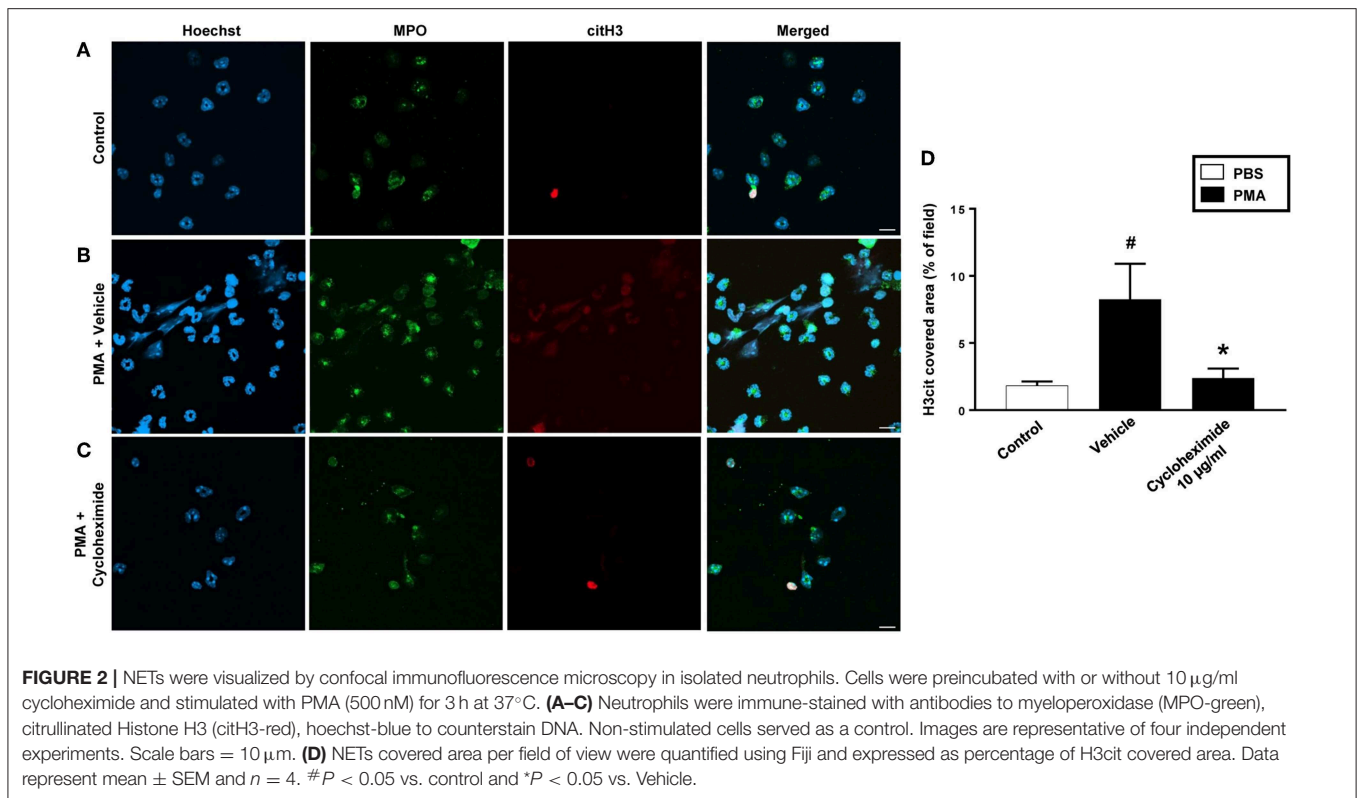 Hoechst MPO citH3 Merged
A
Control
B
PMA + Vehicle
C
PMA +
Cycloheximide
D
PBS
PMA
H3cit covered area (% of field)
15
10
5
0
#
*
Control
Vehicle
Cycloheximide
10 µg/ml
FIGURE 2 | NETs were visualized by confocal immunofluorescence microscopy in isolated neutrophils. Cells were preincubated with or without 10 µg/ml
cycloheximide and stimulated with PMA (500 nM) for 3 h at 37°C. (A–C) Neutrophils were immune-stained with antibodies to myeloperoxidase (MPO-green),
citrullinated Histone H3 (citH3-red), hoechst-blue to counterstain DNA. Non-stimulated cells served as a control. Images are representative of four independent
experiments. Scale bars = 10 µm. (D) NETs covered area per field of view were quantified using Fiji and expressed as percentage of H3cit covered area. Data
represent mean ± SEM and n = 4. #P < 0.05 vs. control and *P < 0.05 vs. Vehicle.